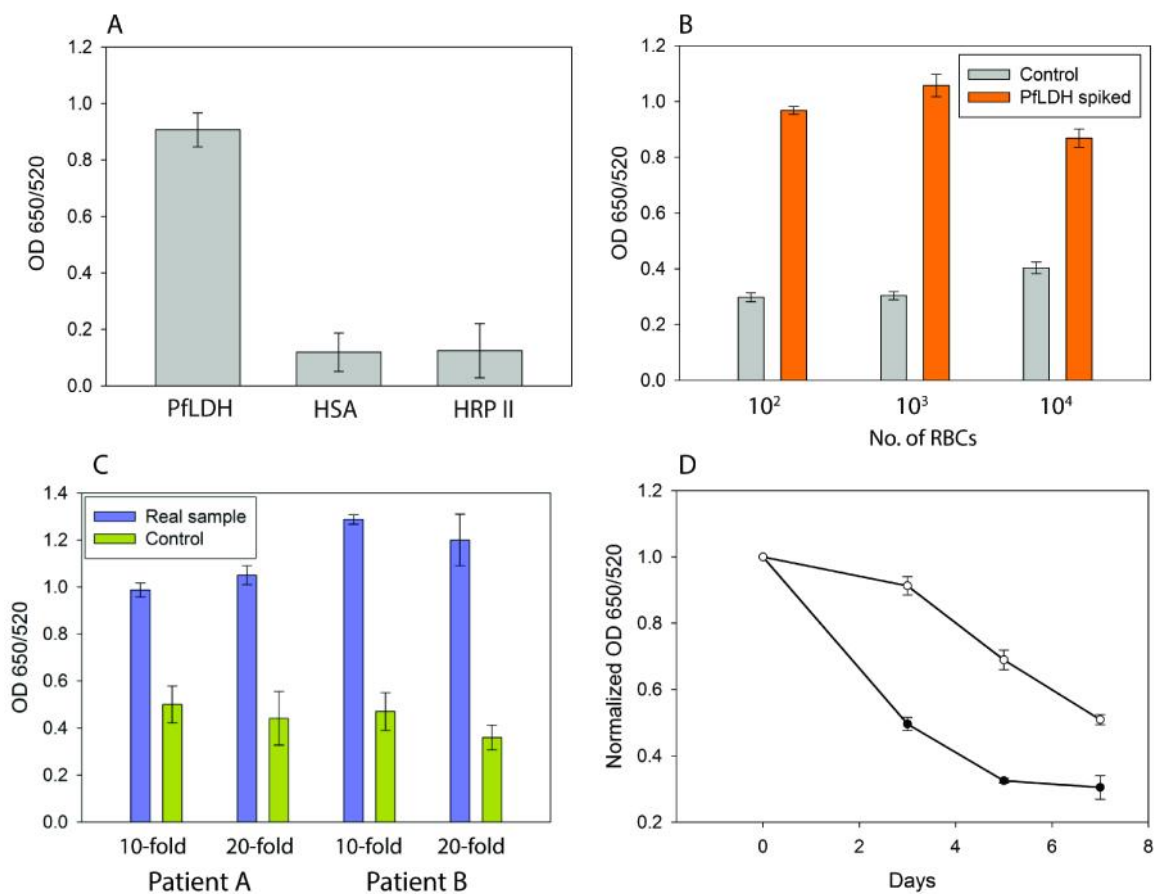 A
OD 650/520
1.2
1.0
0.8
0.6
0.4
0.2
0.0
PfLDH HSA HRP II
B
OD 650/520
1.2
1.0
0.8
0.6
0.4
0.2
0.0
Control
PfLDH spiked
10² 10³ 10⁴
No. of RBCs
C
OD 650/520
1.4
1.2
1.0
0.8
0.6
0.4
0.2
0.0
Real sample
Control
10-fold 20-fold 10-fold 20-fold
Patient A Patient B
D
Normalized OD 650/520
1.2
1.0
0.8
0.6
0.4
0.2
0 2 4 6 8
Days